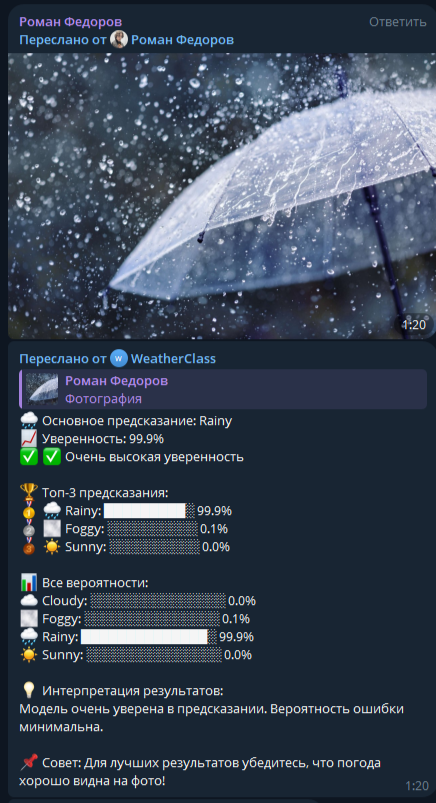 Роман Федоров
Ответить
Переслано от Роман Федоров
1:20
Переслано от W WeatherClass
Роман Федоров
Фотография
Основное предсказание: Rainy
Уверенность: 99.9%
Очень высокая уверенность
Топ-3 предсказания:
Rainy: █████████░ 99.9%
Foggy: ░░░░░░░░░░ 0.1%
Sunny: ░░░░░░░░░░ 0.0%
Все вероятности:
Cloudy: ░░░░░░░░░░░░░░░ 0.0%
Foggy: ░░░░░░░░░░░░░░░ 0.1%
Rainy: ██████████████░ 99.9%
Sunny: ░░░░░░░░░░░░░░░ 0.0%
Интерпретация результатов:
Модель очень уверена в предсказании. Вероятность ошибки
минимальна.
Совет: Для лучших результатов убедитесь, что погода
хорошо видна на фото!
1:20